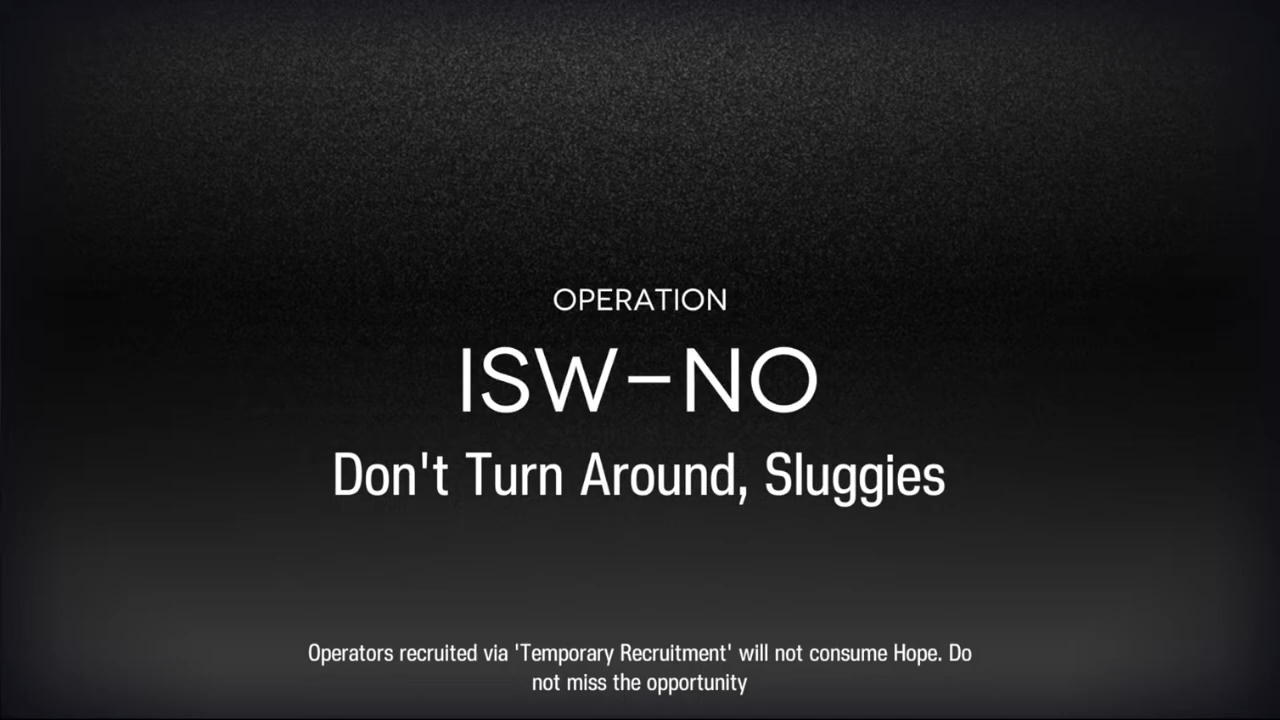 OPERATION
ISW-NO
Don't Turn Around, Sluggies
Operators recruited via 'Temporary Recruitment' will not consume Hope. Do
not miss the opportunity